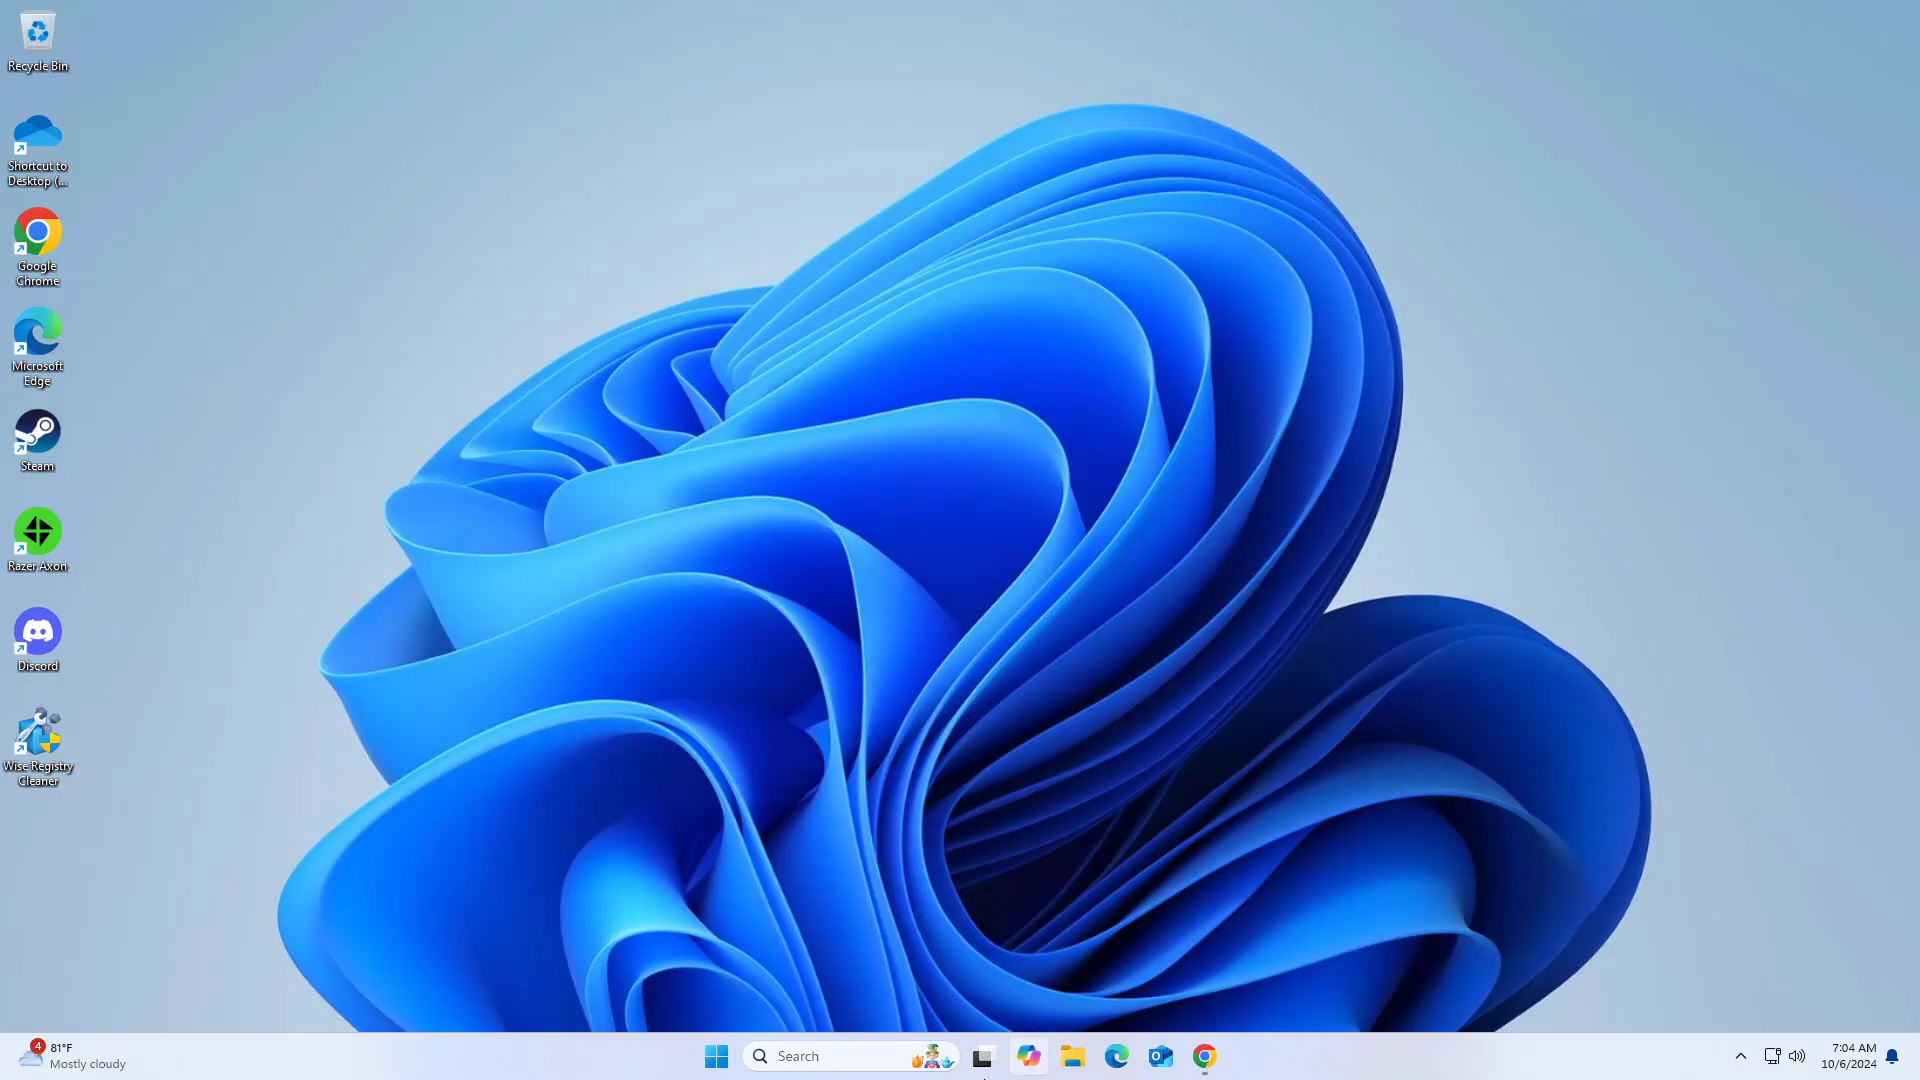 Recycle Bin
Shortcut to
Desktop (...
Google
Chrome
Microsoft
Edge
Steam
Razer Axon
Discord
Wise Registry
Cleaner
4
81°F
Mostly cloudy
Search
7:04 AM
10/6/2024